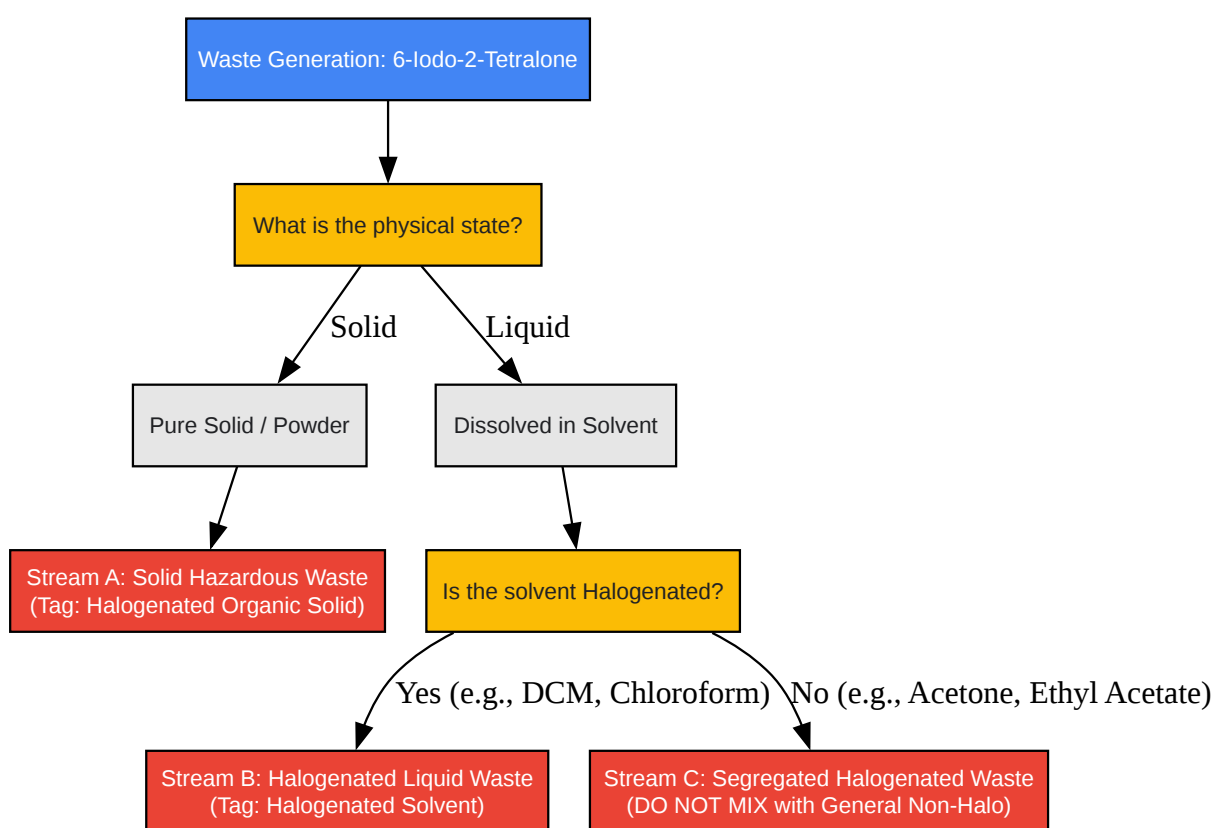 Waste Generation: 6-Iodo-2-Tetralone
What is the physical state?
Solid
Liquid
Pure Solid / Powder
Dissolved in Solvent
Stream A: Solid Hazardous Waste
(Tag: Halogenated Organic Solid)
Is the solvent Halogenated?
Yes (e.g., DCM, Chloroform)
No (e.g., Acetone, Ethyl Acetate)
Stream B: Halogenated Liquid Waste
(Tag: Halogenated Solvent)
Stream C: Segregated Halogenated Waste
(DO NOT MIX with General Non-Halo)